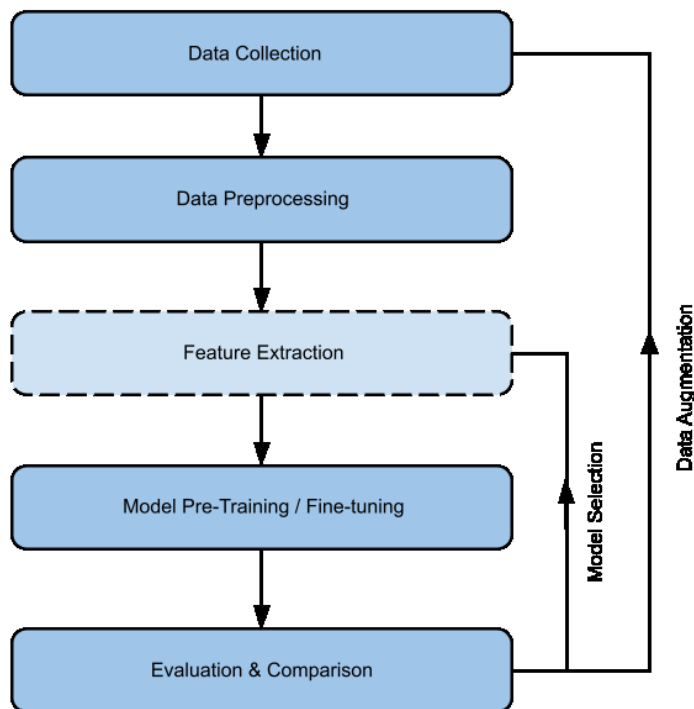 Data Collection
Data Preprocessing
Feature Extraction
Model Pre-Training / Fine-tuning
Evaluation & Comparison
Model Selection
Data Augmentation